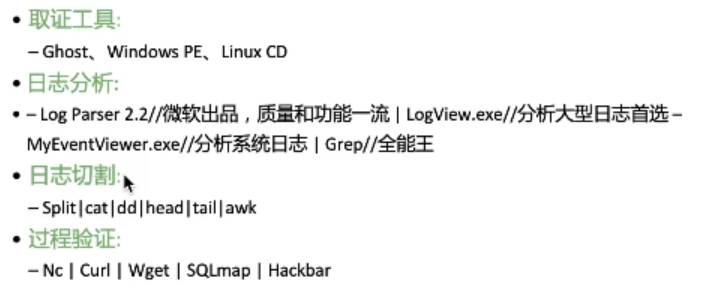 • 取证工具:
– Ghost、Windows PE、Linux CD
• 日志分析:
• – Log Parser 2.2//微软出品，质量和功能一流 | LogView.exe//分析大型日志首选 –
MyEventViewer.exe//分析系统日志 | Grep//全能王
• 日志切割:
– Split|cat|dd|head|tail|awk
• 过程验证:
– Nc | Curl | Wget | SQLmap | Hackbar